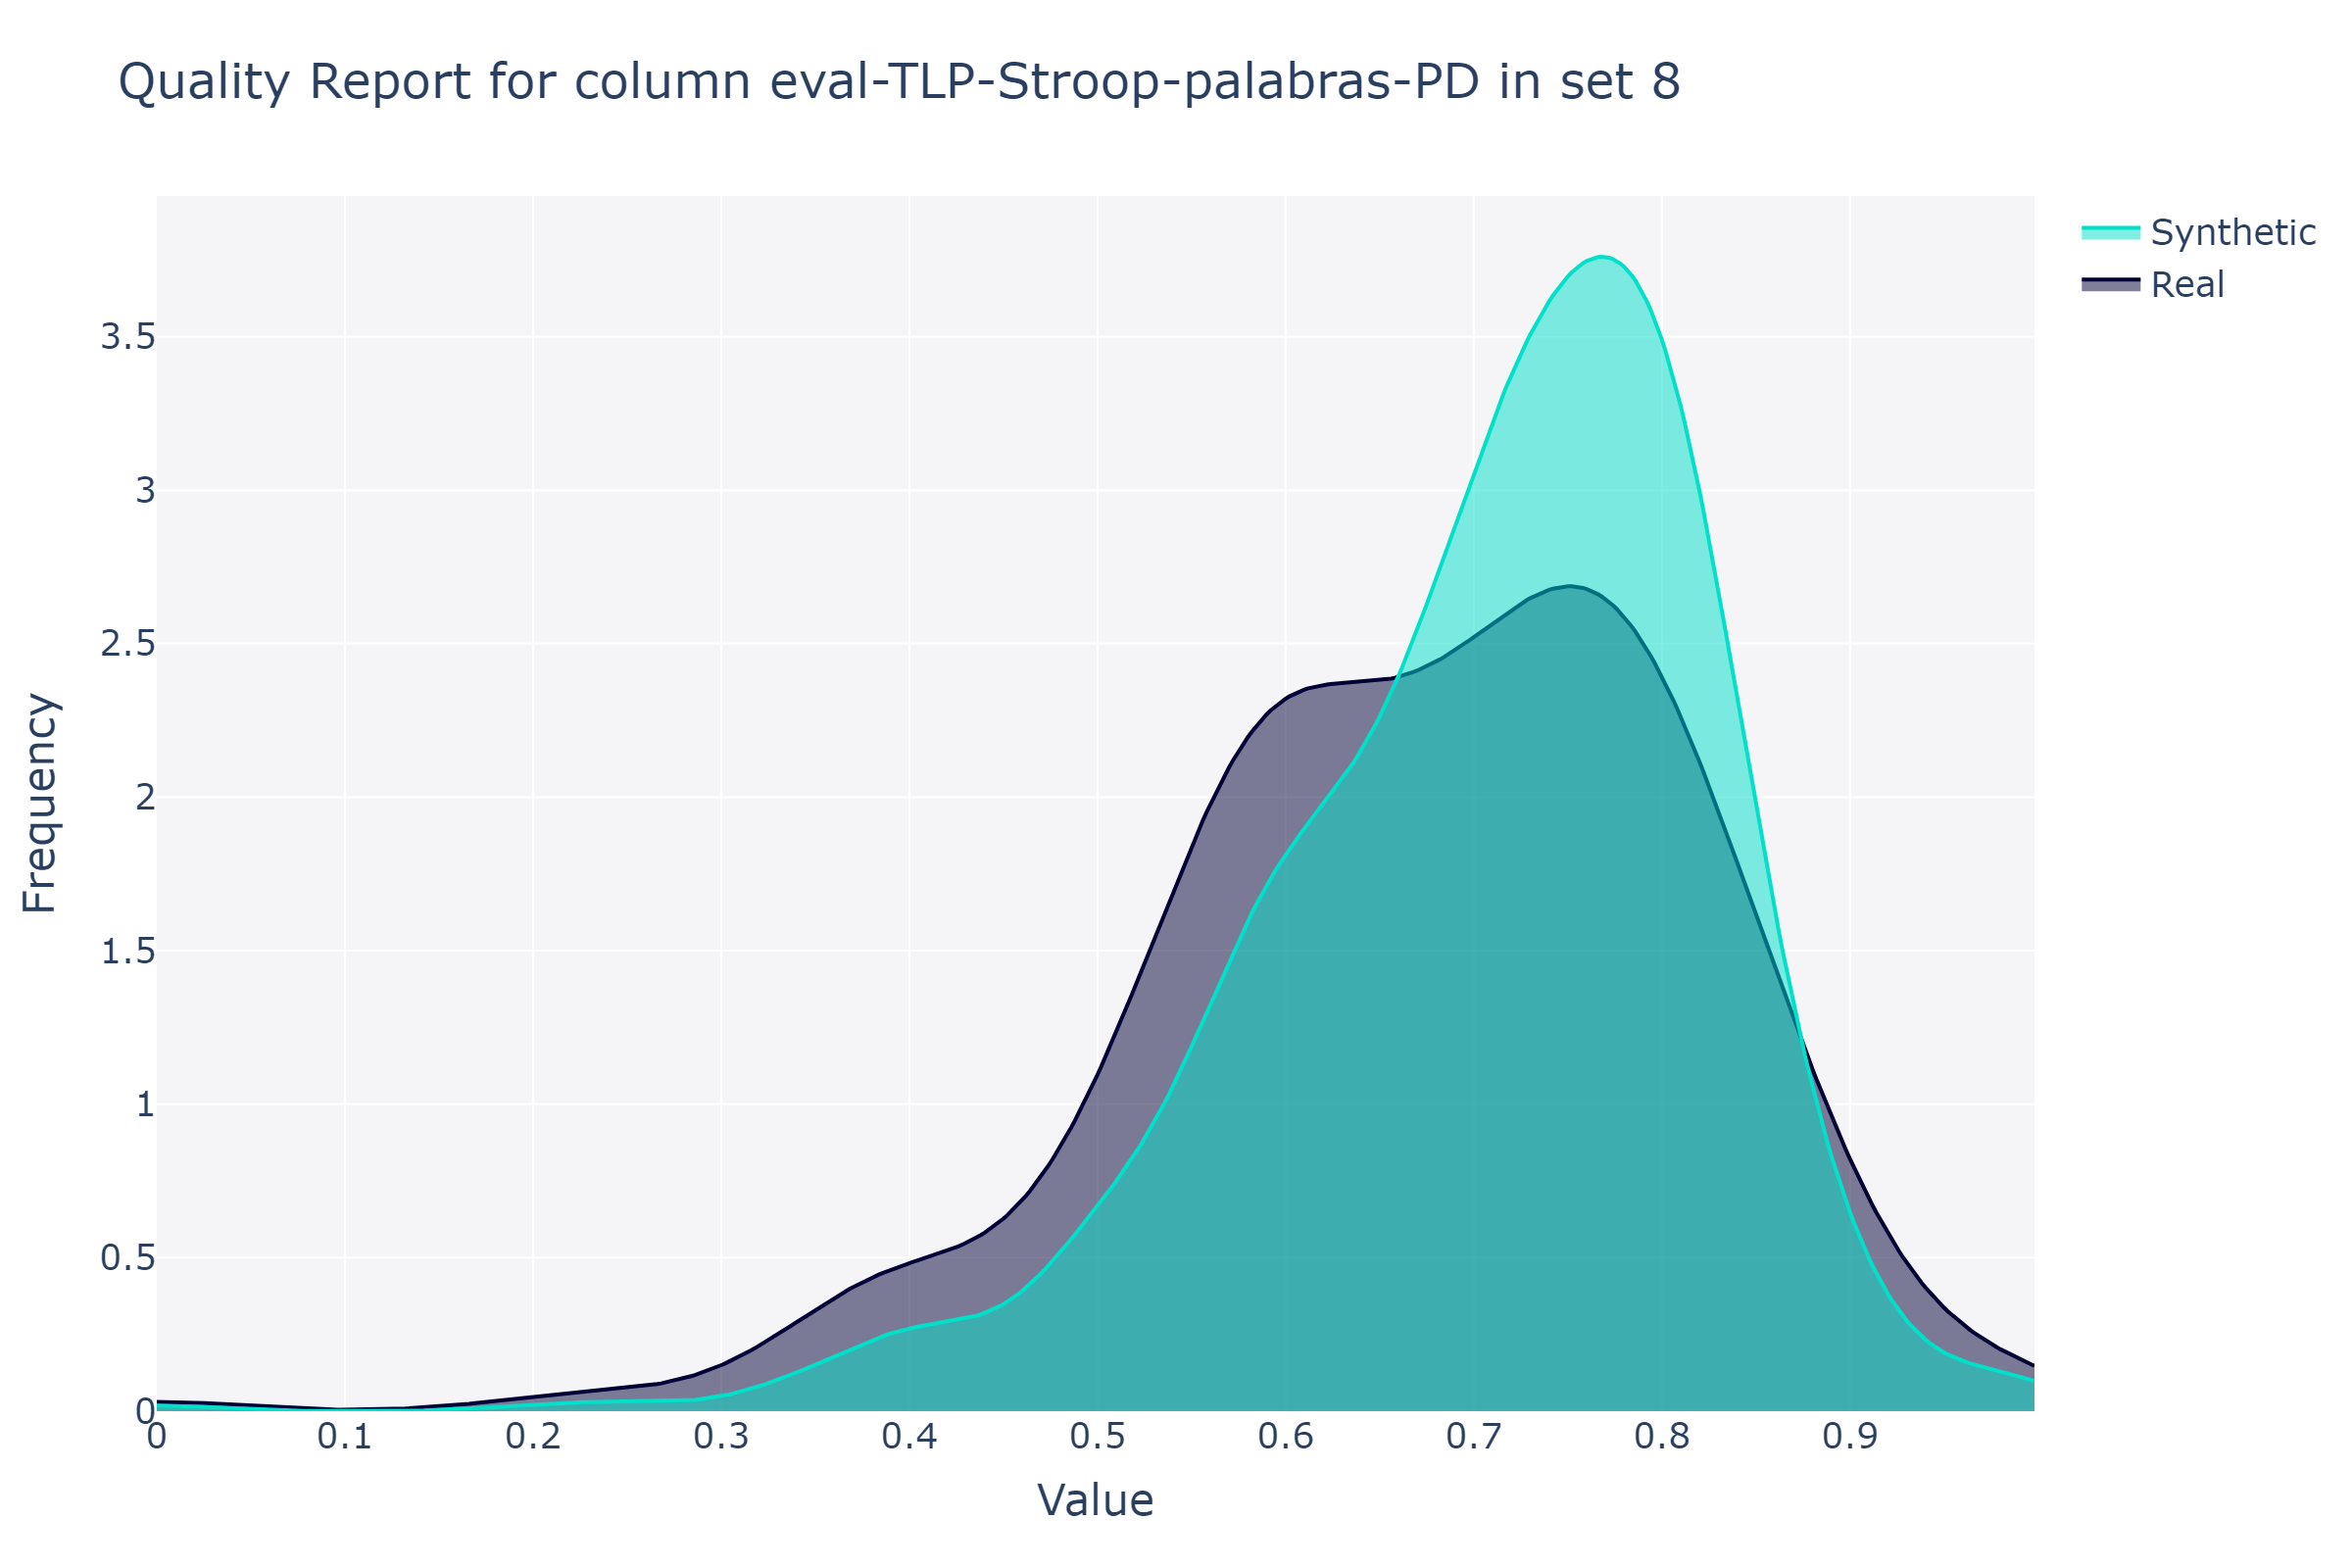 Quality Report for column eval-TLP-Stroop-palabras-PD in set 8
Synthetic
Real
Frequency
3.5
3
2.5
2
1.5
1
0.5
0
0 0.1 0.2 0.3 0.4 0.5 0.6 0.7 0.8 0.9
Value